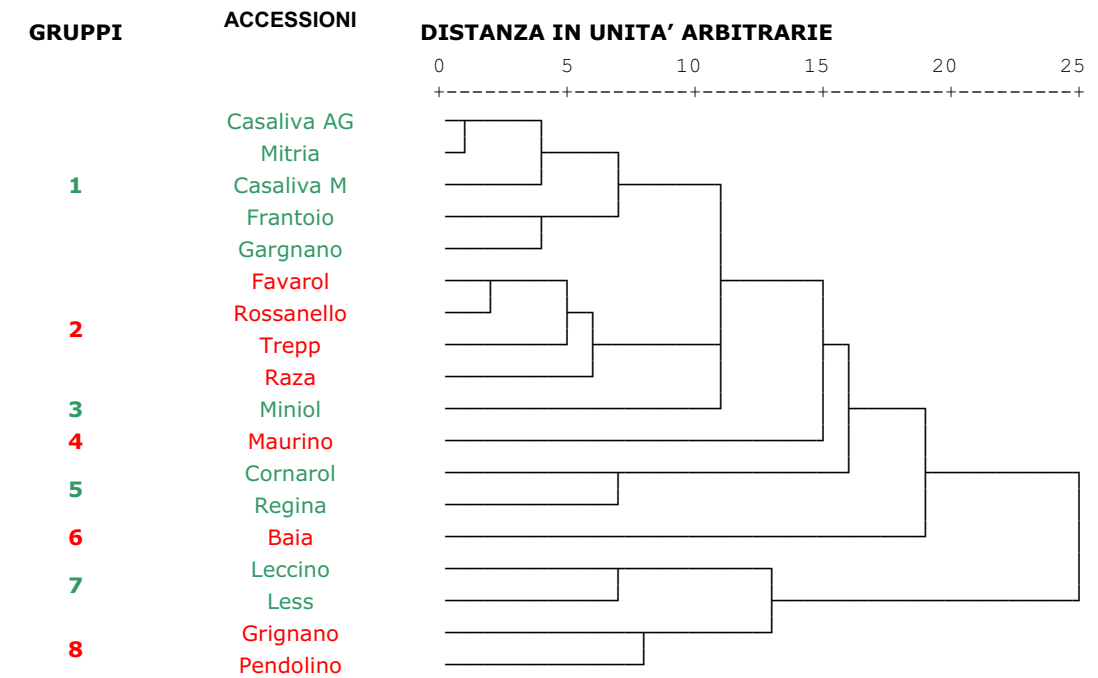 GRUPPI ACCESSIONI DISTANZA IN UNITA’ ARBITRARIE
0 5 10 15 20 25
+---------+---------+---------+---------+---------+
Casaliva AG
Mitria
1 Casaliva M
Frantoio
Gargnano
Favarol
Rossanello
2
Trepp
Raza
3 Miniol
4 Maurino
Cornarol
5
Regina
6 Baia
Leccino
7
Less
Grignano
8
Pendolino